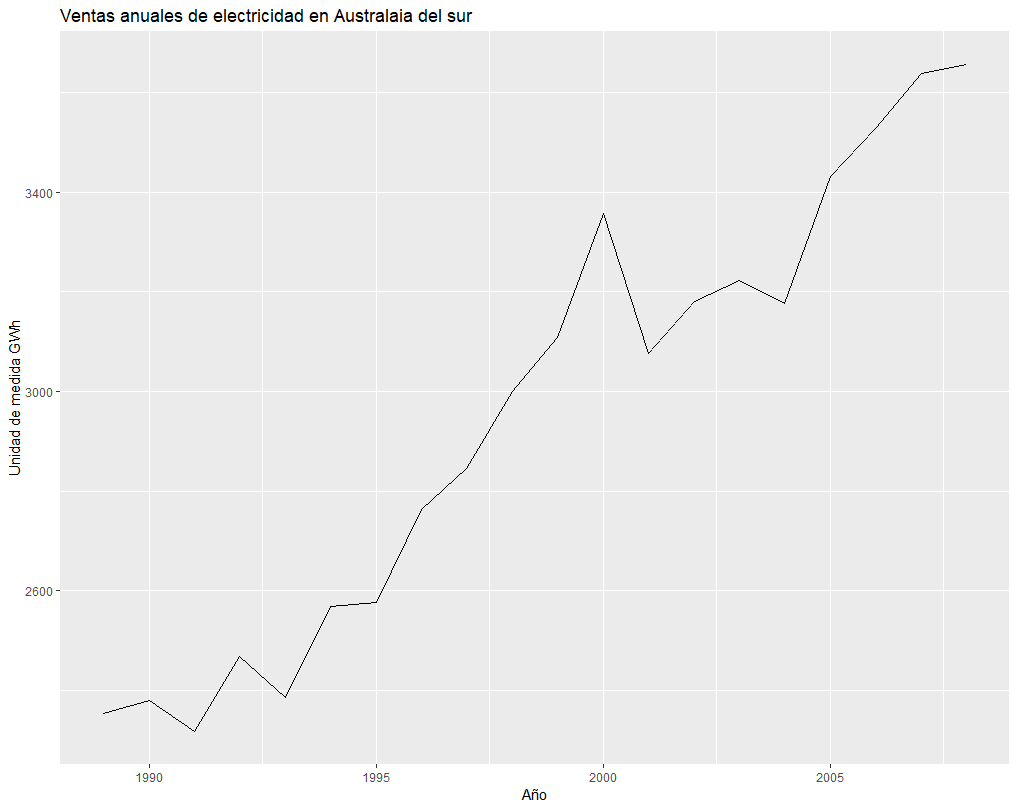 Ventas anuales de electricidad en Australaia del sur
Unidad de medida GWh
3400
3000
2600
1990
1995
2000
2005
Año